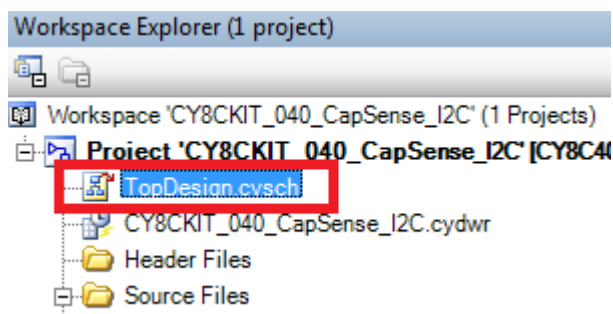 Workspace Explorer (1 project)
Workspace 'CY8CKIT_040_CapSense_I2C' (1 Projects)
Project 'CY8CKIT_040_CapSense_I2C' [CY8C40
TopDesign.cysch
CY8CKIT_040_CapSense_I2C.cydwr
Header Files
Source Files